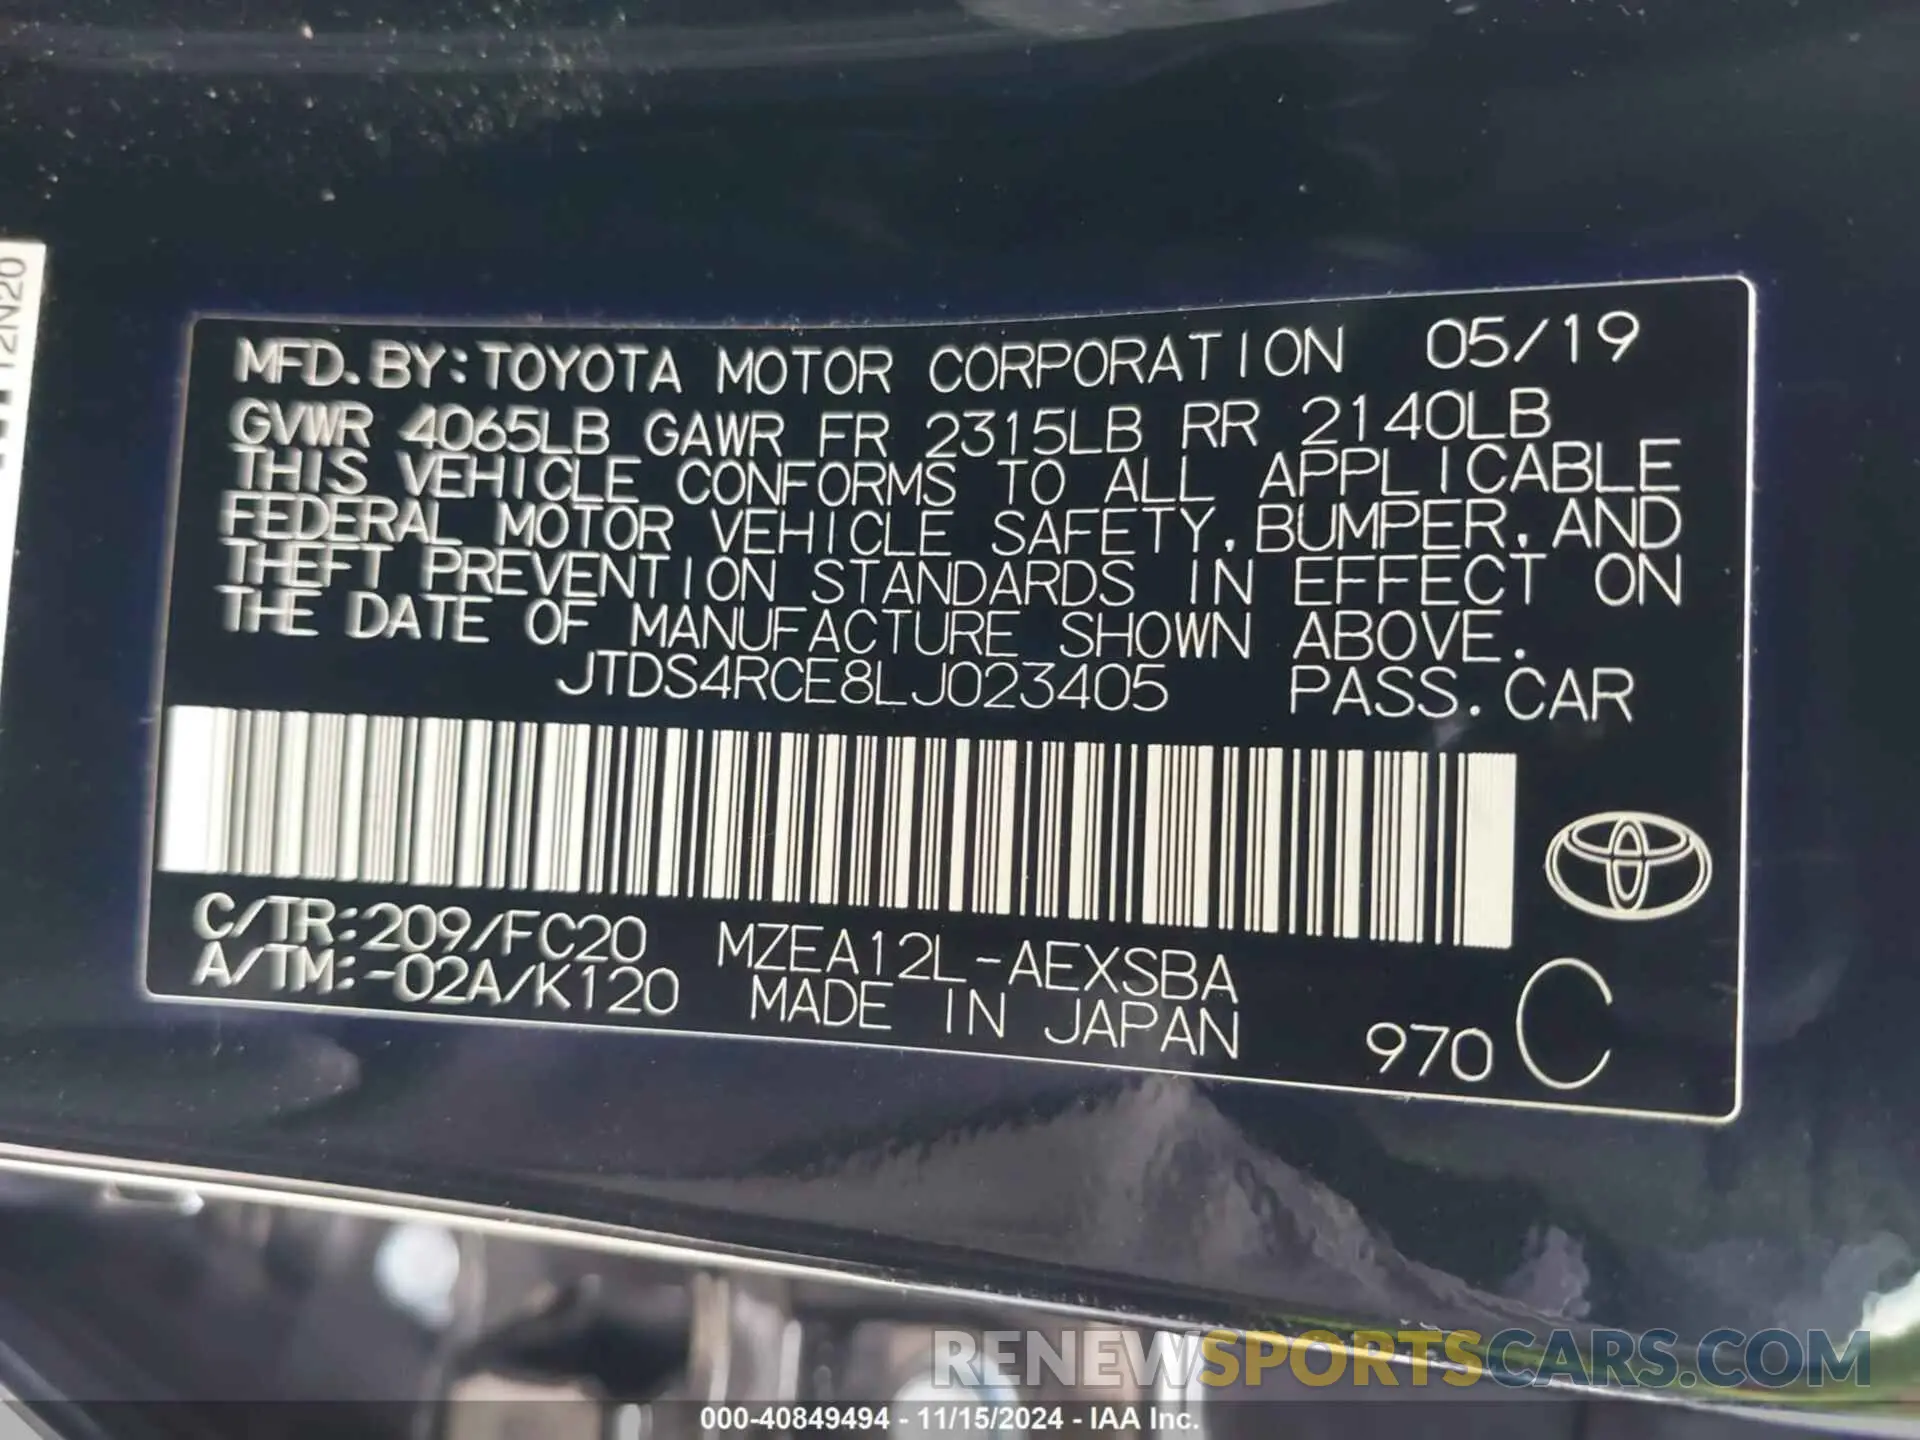 12N20
MFD. BY: TOYOTA MOTOR CORPORATION 05/19
GVWR 4065LB GAWR FR 2315LB RR 2140LB
THIS VEHICLE CONFORMS TO ALL APPLICABLE
FEDERAL MOTOR VEHICLE SAFETY, BUMPER, AND
THEFT PREVENTION STANDARDS IN EFFECT ON
THE DATE OF MANUFACTURE SHOWN ABOVE.
JTDS4RCE8LJ023405 PASS. CAR
C/TR: 209/FC20 MZEA12L-AEXSBA
A/TM: -02A/K120 MADE IN JAPAN 970 C
RENEWSPORTSCARS.COM
000-40849494 - 11/15/2024 - IAA Inc.